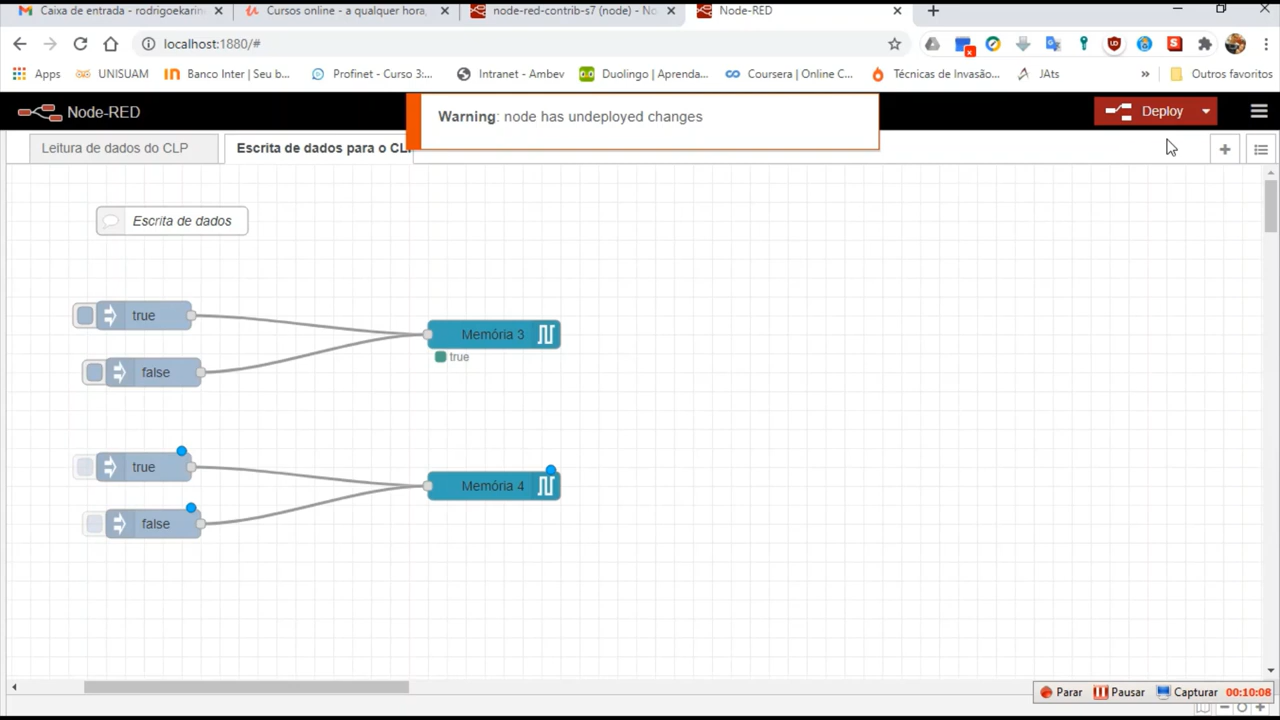 Caixa de entrada - rodrigoekarin
Cursos online - a qualquer hora,
node-red-contrib-s7 (node) - No
Node-RED
localhost:1880/#
Apps
UNISUAM
Banco Inter | Seu b...
Profinet - Curso 3:...
Intranet - Ambev
Duolingo | Aprenda...
Coursera | Online C...
Técnicas de Invasão...
JAts
»
Outros favoritos
Node-RED
Warning: node has undeployed changes
Deploy
Leitura de dados do CLP
Escrita de dados para o CL
Escrita de dados
true
Memória 3
true
false
true
Memória 4
false
Parar
Pausar
Capturar
00:10:08